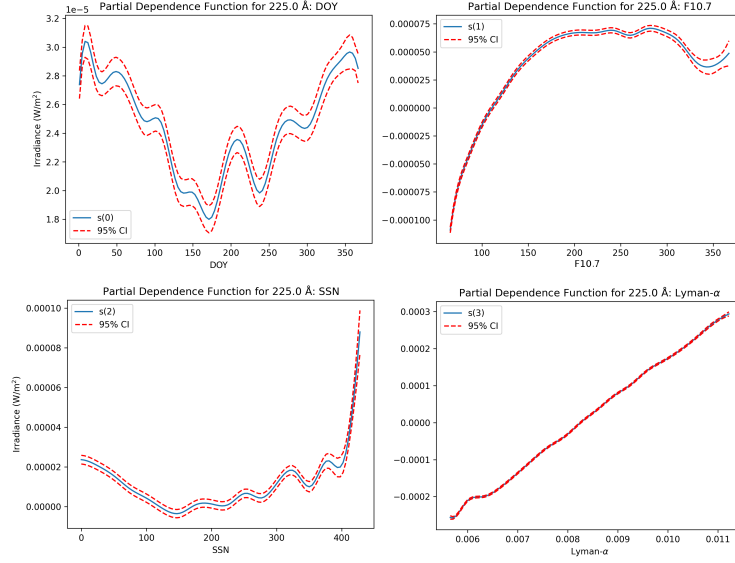 Partial Dependence Function for 225.0 Å: DOY
1e−5
3.2
3.0
2.8
2.6
2.4
2.2
2.0
1.8
Irradiance (W/m²)
s(0)
95% CI
0 50 100 150 200 250 300 350
DOY
Partial Dependence Function for 225.0 Å: F10.7
0.000075
0.000050
0.000025
0.000000
−0.000025
−0.000050
−0.000075
−0.000100
s(1)
95% CI
100 150 200 250 300 350
F10.7
Partial Dependence Function for 225.0 Å: SSN
0.00010
0.00008
0.00006
0.00004
0.00002
0.00000
Irradiance (W/m²)
s(2)
95% CI
0 100 200 300 400
SSN
Partial Dependence Function for 225.0 Å: Lyman-α
0.0003
0.0002
0.0001
0.0000
−0.0001
−0.0002
s(3)
95% CI
0.006 0.007 0.008 0.009 0.010 0.011
Lyman-α